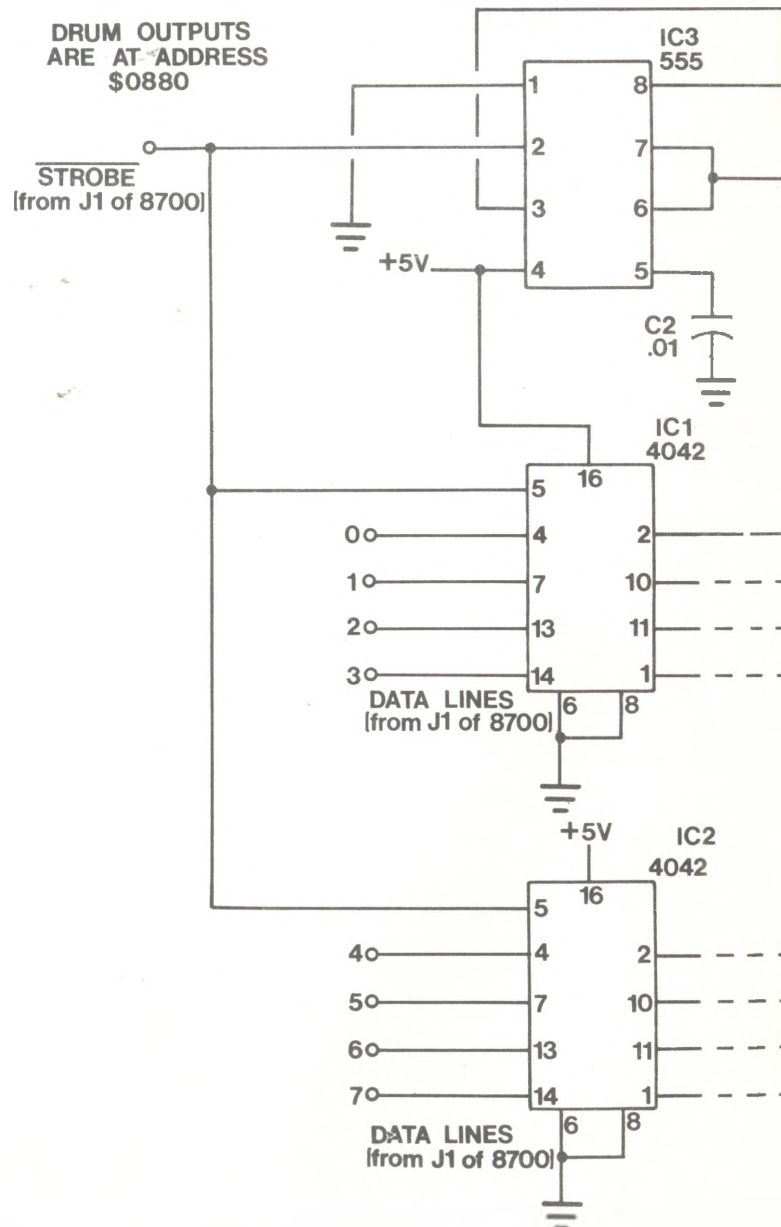 DRUM OUTPUTS
ARE AT ADDRESS
$0880
IC3
555
1 8
STROBE
(from J1 of 8700)
2 7
3 6
+5V 4 5
C2
.01
IC1
4042
16
5
0 4 2
1 7 10
2 13 11
3 14 1
DATA LINES
(from J1 of 8700)
6 8
+5V
IC2
4042
16
5
4 4 2
5 7 10
6 13 11
7 14 1
6 8
DATA LINES
(from J1 of 8700)